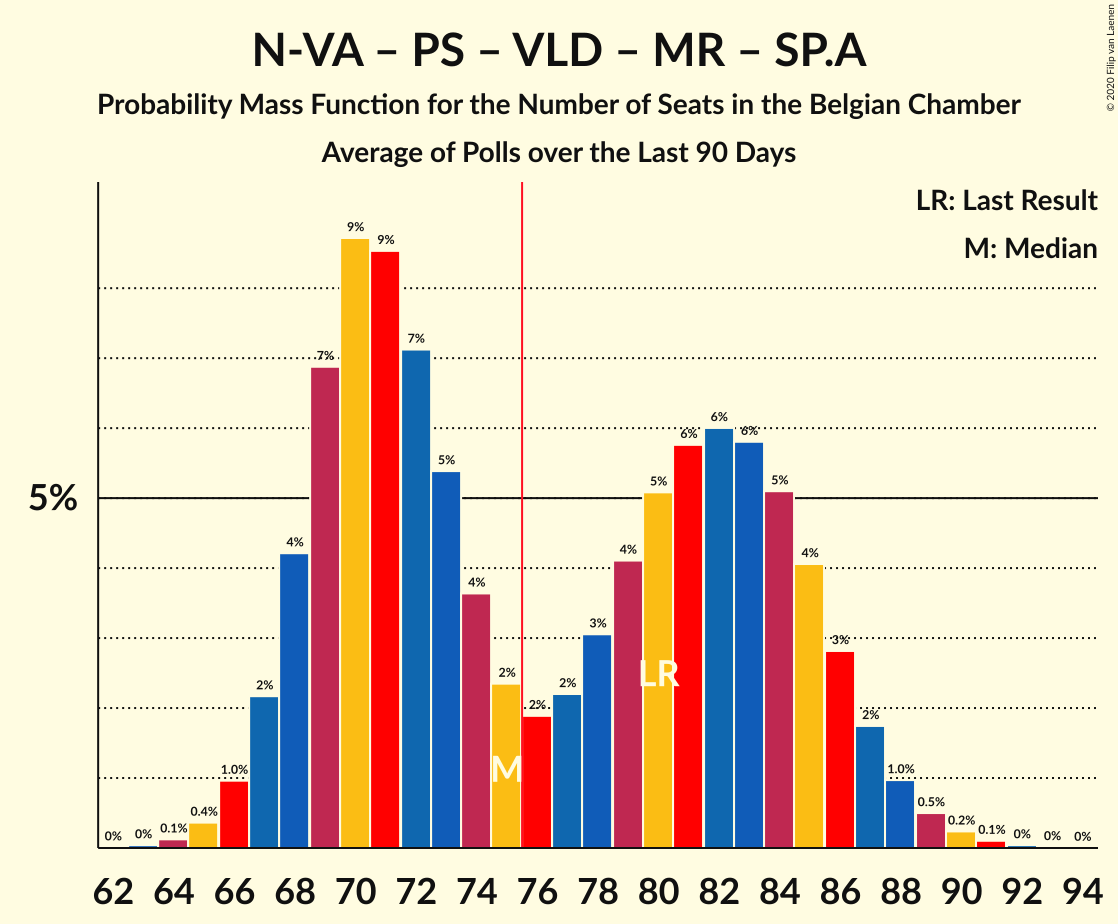 N-VA – PS – VLD – MR – SP.A
Probability Mass Function for the Number of Seats in the Belgian Chamber
Average of Polls over the Last 90 Days
© 2020 Filip van Laenen
LR: Last Result
M: Median
5%
0% 0% 0.1% 0.4% 1.0% 2% 4% 7% 9% 9% 7% 5% 4% 2% 2% 2% 3% 4% 5% 6% 6% 6% 5% 4% 3% 2% 1.0% 0.5% 0.2% 0.1% 0% 0% 0%
LR
M
62 64 66 68 70 72 74 76 78 80 82 84 86 88 90 92 94